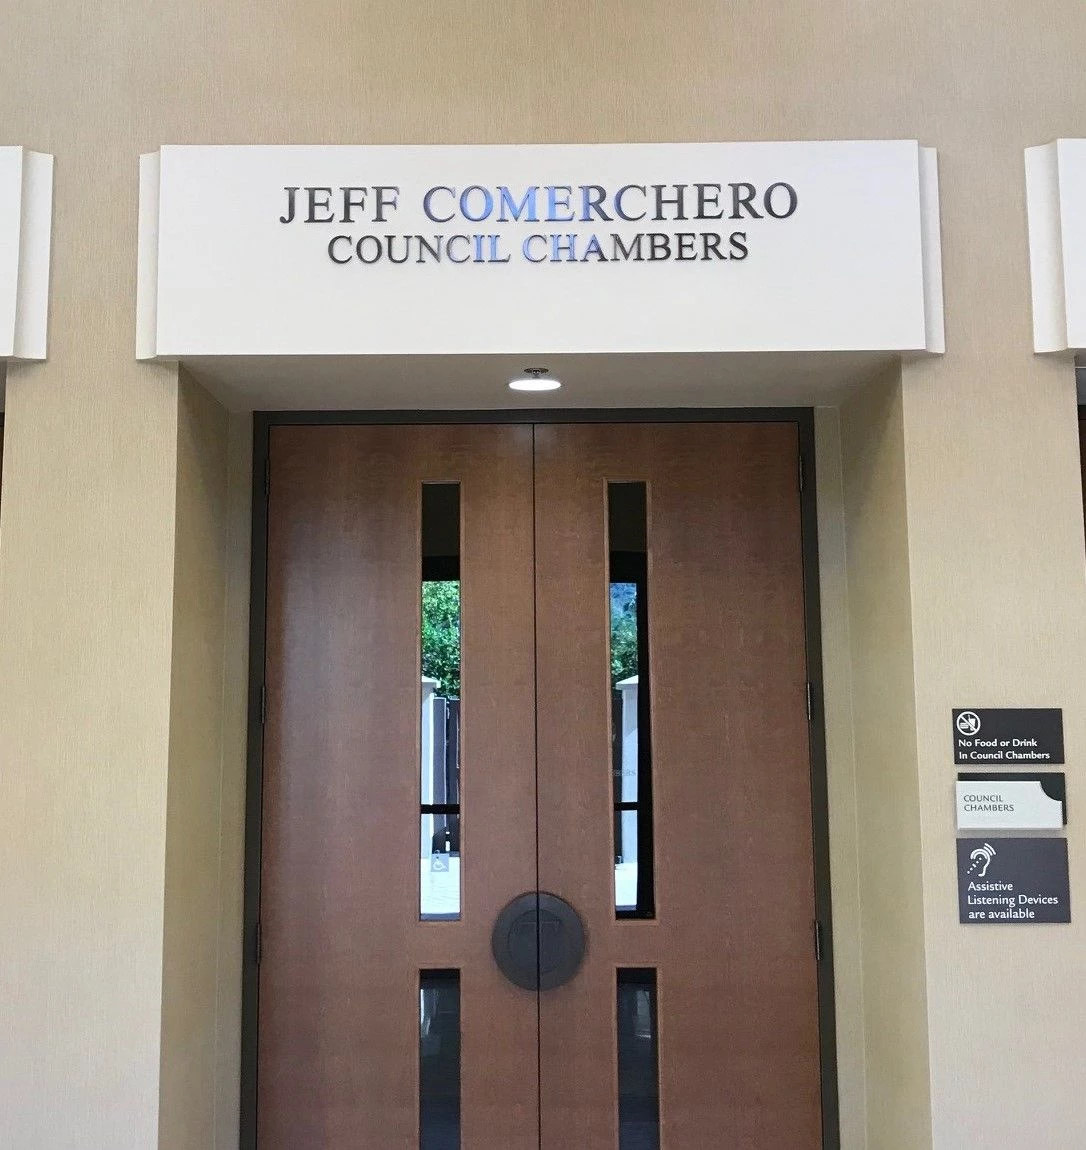 JEFF COMERCHERO
COUNCIL CHAMBERS
No Food or Drink
In Council Chambers
COUNCIL
CHAMBERS
Assistive
Listening Devices
are available